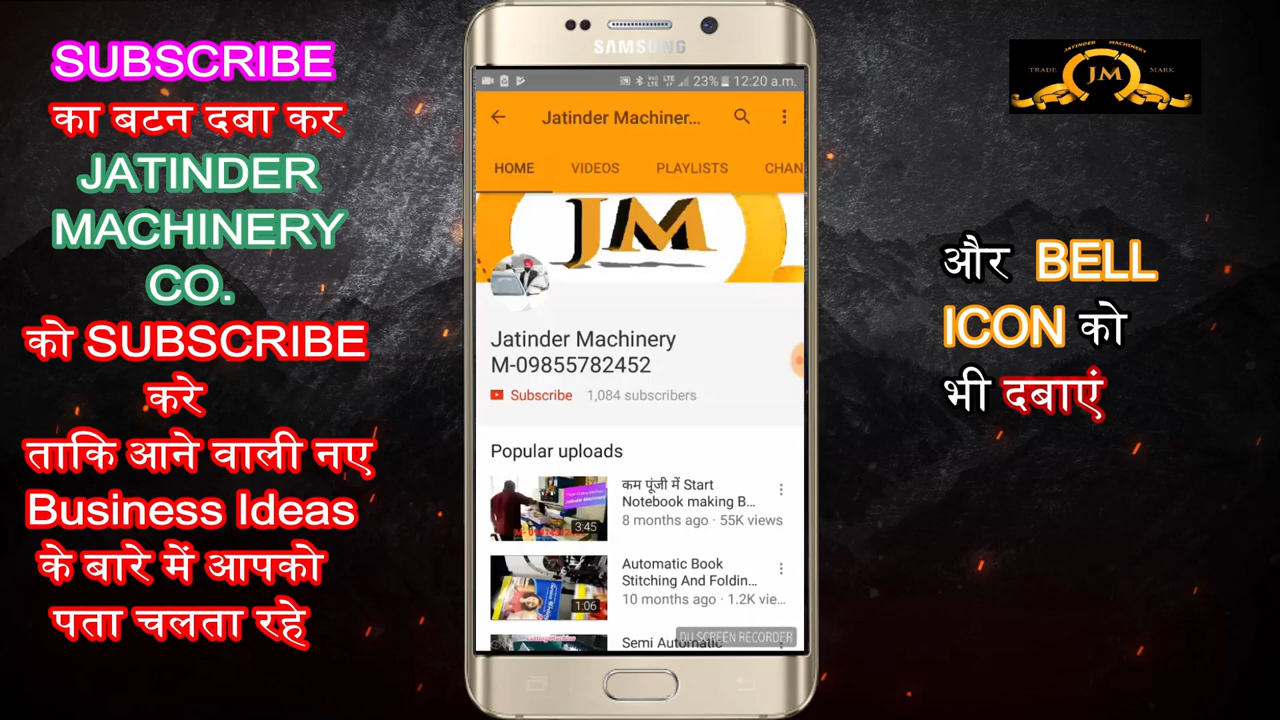 SUBSCRIBE
का बटन दबा कर
JATINDER
MACHINERY
CO.
को SUBSCRIBE
करे
ताकि आने वाली नए
Business Ideas
के बारे में आपको
पता चलता रहे
SAMSUNG
23% 12:20 a.m.
Jatinder Machiner...
HOME VIDEOS PLAYLISTS CHAN
JM
Jatinder Machinery
M-09855782452
Subscribe 1,084 subscribers
Popular uploads
कम पूंजी में Start
Notebook making B...
8 months ago · 55K views
3:45
Automatic Book
Stitching And Foldin...
10 months ago · 1.2K vie...
1:06
Semi Automatic
DU SCREEN RECORDER
JATINDER MACHINERY
TRADE JM MARK
और BELL
ICON को
भी दबाएं